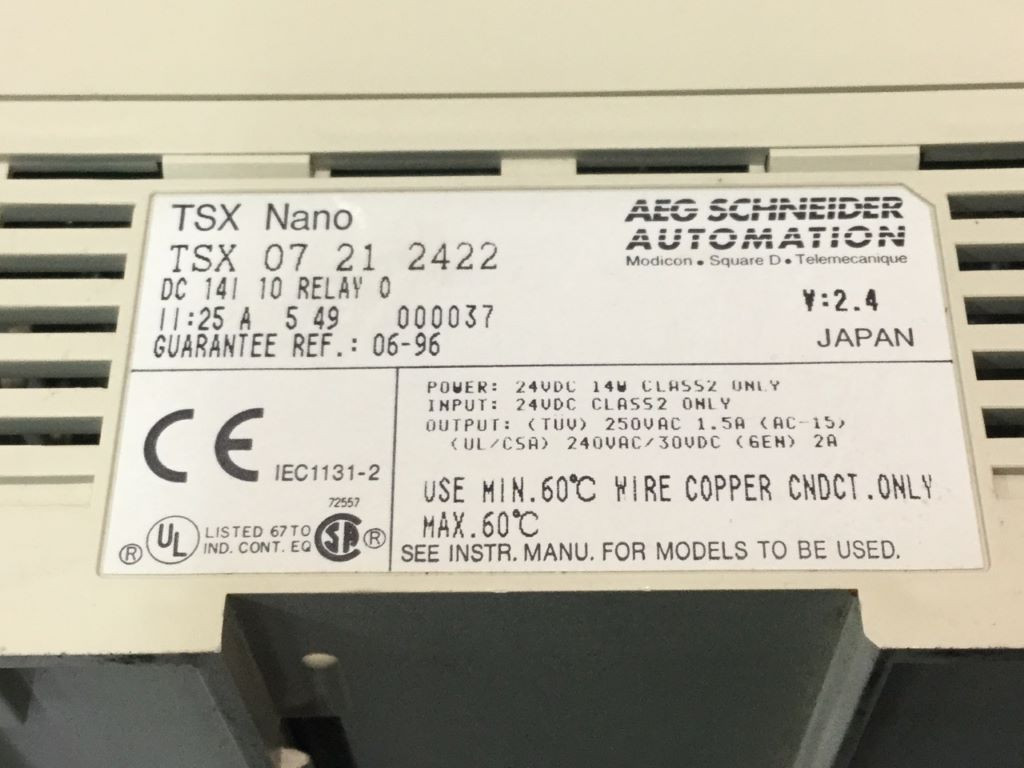 TSX Nano
TSX 07 21 2422
DC 14I 10 RELAY O
11:25 A 5 49 000037
GUARANTEE REF.: 06-96
AEG SCHNEIDER
AUTOMATION
Modicon • Square D • Telemecanique
V:2.4
JAPAN
CE IEC1131-2
72557
® UL LISTED 67TO
IND. CONT. EQ SA ®
POWER: 24VDC 14W CLASS2 ONLY
INPUT: 24VDC CLASS2 ONLY
OUTPUT: (TUV) 250VAC 1.5A (AC-15)
(UL/CSA) 240VAC/30VDC (GEN) 2A
USE MIN.60℃ WIRE COPPER CNDCT.ONLY
MAX.60℃
SEE INSTR. MANU. FOR MODELS TO BE USED.